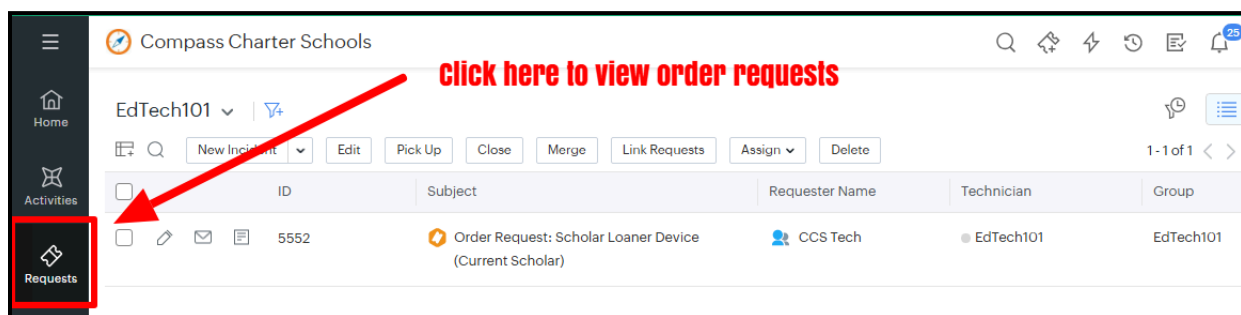 Compass Charter Schools
25
Click here to view order requests
Home
EdTech101
New Incident
Edit
Pick Up
Close
Merge
Link Requests
Assign
Delete
1 - 1 of 1
Activities
ID
Subject
Requester Name
Technician
Group
Requests
5552
Order Request: Scholar Loaner Device
(Current Scholar)
CCS Tech
EdTech101
EdTech101